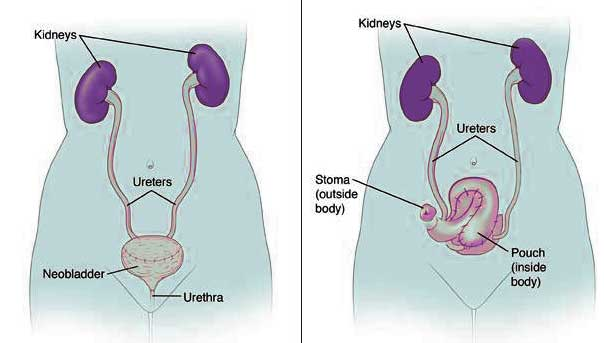 Kidneys
Ureters
Neobladder
Urethra
Kidneys
Ureters
Stoma
(outside
body)
Pouch
(inside
body)